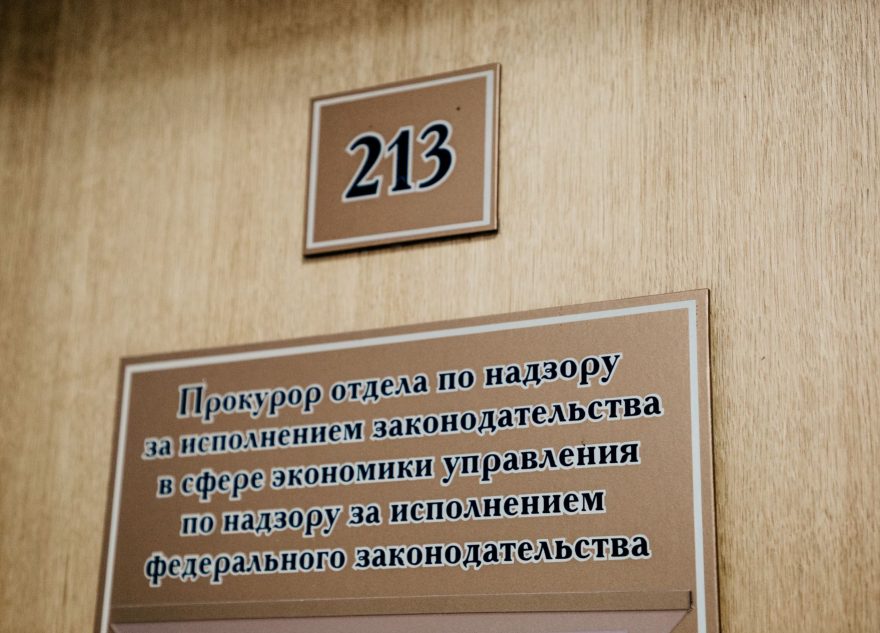 213
Прокурор отдела по надзору
за исполнением законодательства
в сфере экономики управления
по надзору за исполнением
федерального законодательства